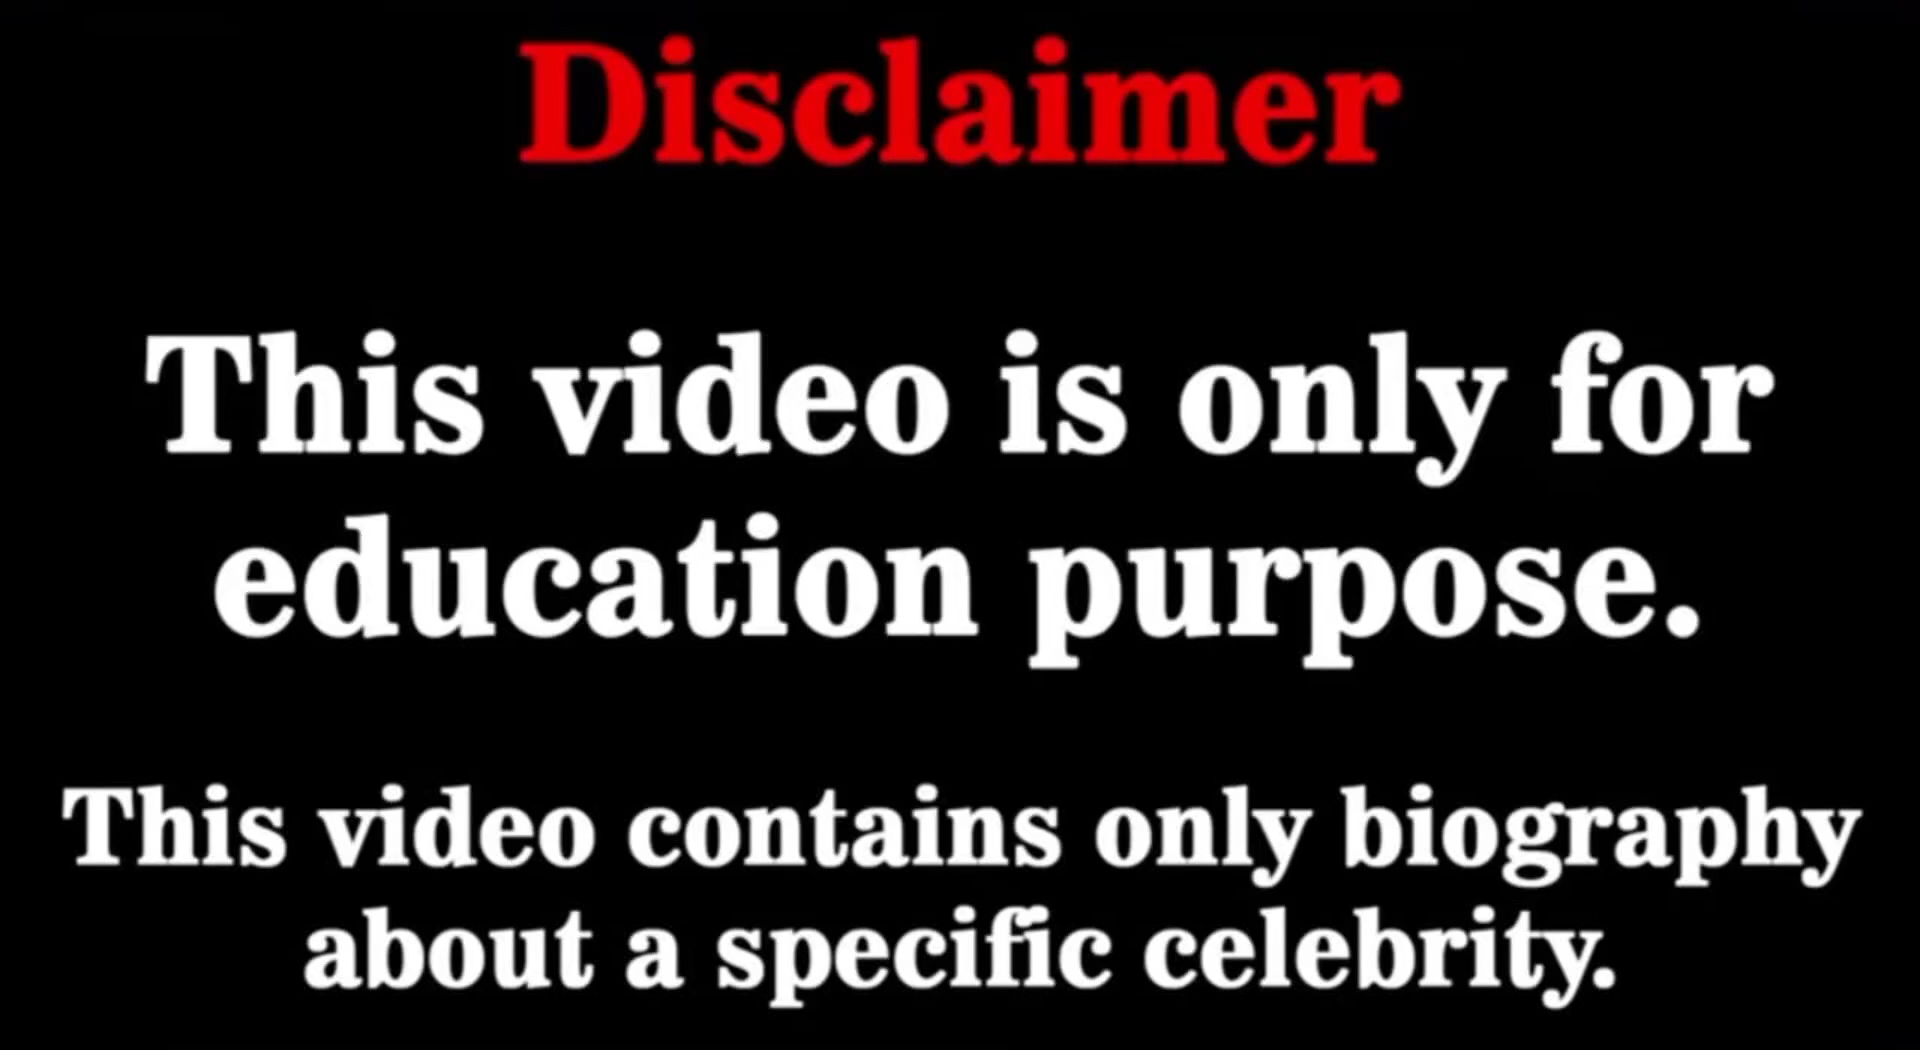 Disclaimer
This video is only for
education purpose.
This video contains only biography
about a specific celebrity.